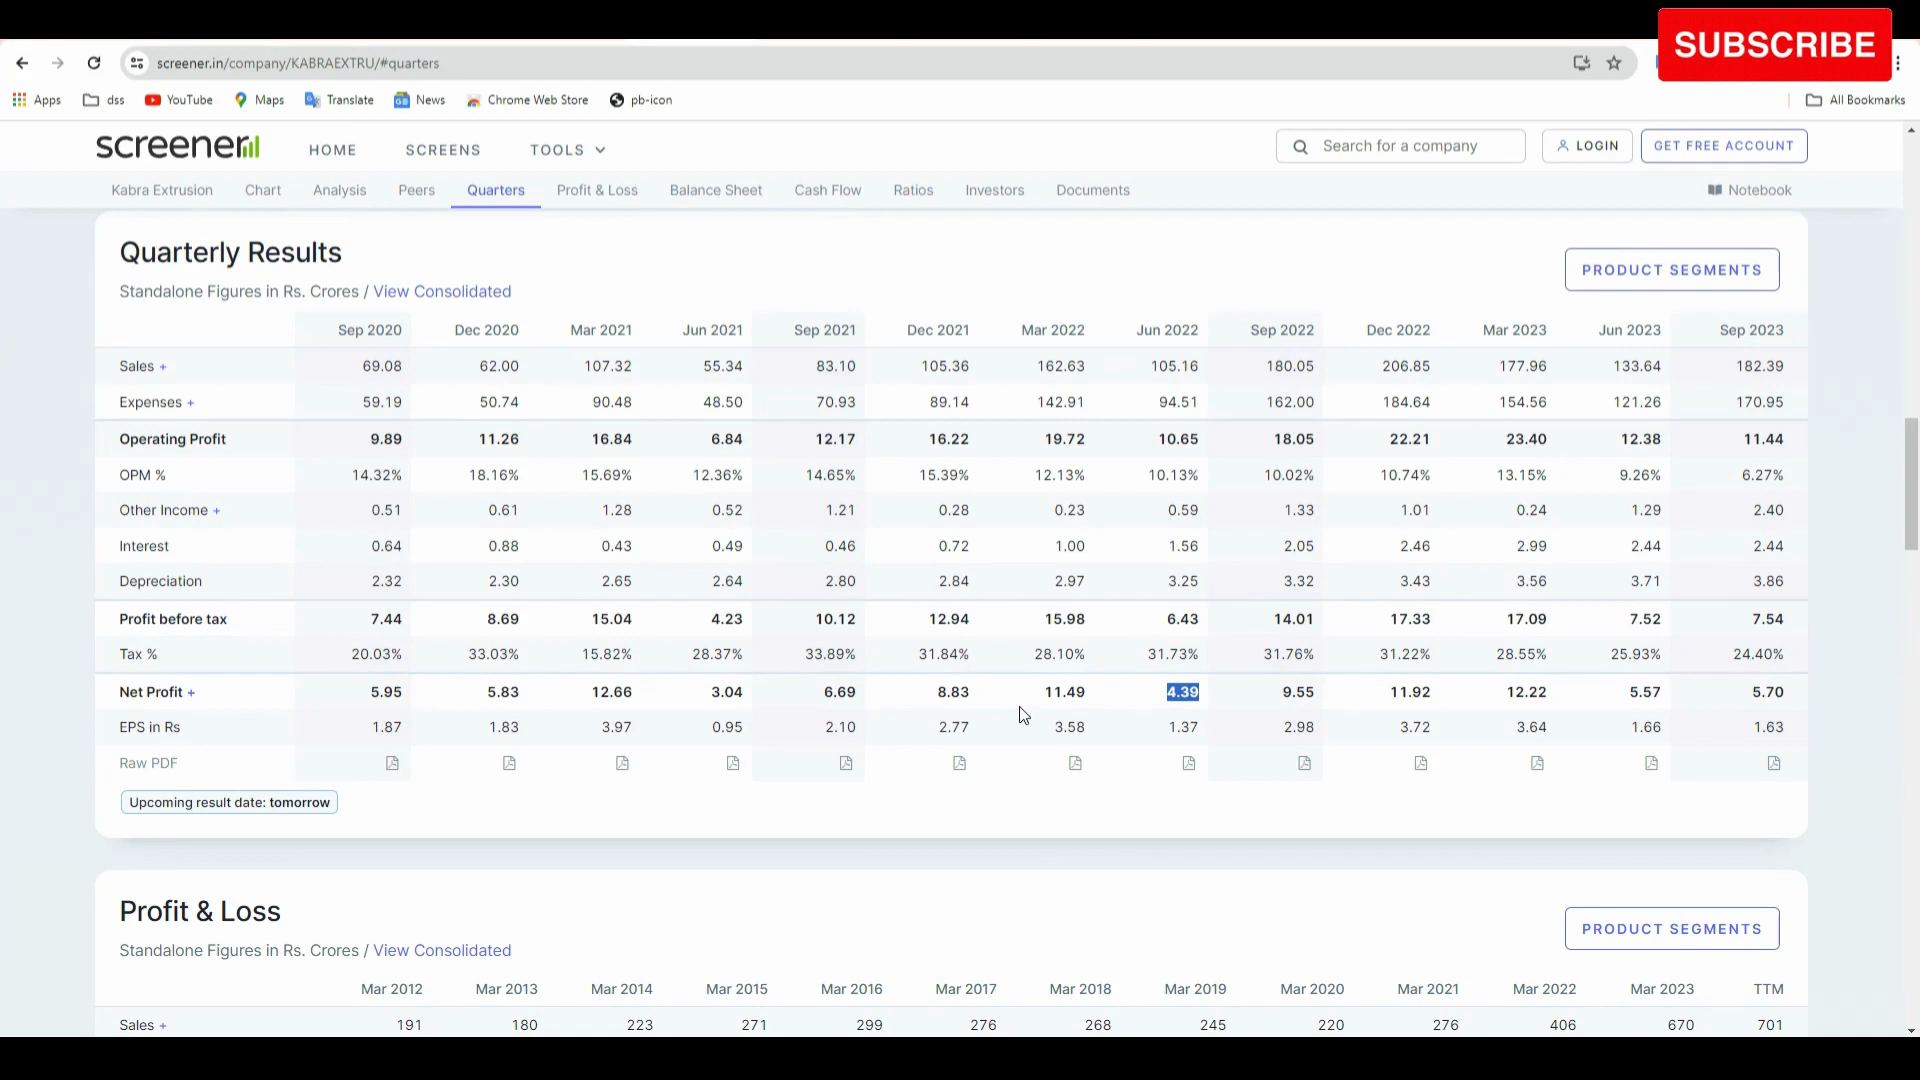 SUBSCRIBE
screener.in/company/KABRAEXTRU/#quarters
Apps dss YouTube Maps Translate News Chrome Web Store pb-icon All Bookmarks
screener HOME SCREENS TOOLS Search for a company LOGIN GET FREE ACCOUNT
Kabra Extrusion Chart Analysis Peers Quarters Profit & Loss Balance Sheet Cash Flow Ratios Investors Documents Notebook
Quarterly Results
PRODUCT SEGMENTS
Standalone Figures in Rs. Crores / View Consolidated
Sep 2020 Dec 2020 Mar 2021 Jun 2021 Sep 2021 Dec 2021 Mar 2022 Jun 2022 Sep 2022 Dec 2022 Mar 2023 Jun 2023 Sep 2023
Sales + 69.08 62.00 107.32 55.34 83.10 105.36 162.63 105.16 180.05 206.85 177.96 133.64 182.39
Expenses + 59.19 50.74 90.48 48.50 70.93 89.14 142.91 94.51 162.00 184.64 154.56 121.26 170.95
Operating Profit 9.89 11.26 16.84 6.84 12.17 16.22 19.72 10.65 18.05 22.21 23.40 12.38 11.44
OPM % 14.32% 18.16% 15.69% 12.36% 14.65% 15.39% 12.13% 10.13% 10.02% 10.74% 13.15% 9.26% 6.27%
Other Income + 0.51 0.61 1.28 0.52 1.21 0.28 0.23 0.59 1.33 1.01 0.24 1.29 2.40
Interest 0.64 0.88 0.43 0.49 0.46 0.72 1.00 1.56 2.05 2.46 2.99 2.44 2.44
Depreciation 2.32 2.30 2.65 2.64 2.80 2.84 2.97 3.25 3.32 3.43 3.56 3.71 3.86
Profit before tax 7.44 8.69 15.04 4.23 10.12 12.94 15.98 6.43 14.01 17.33 17.09 7.52 7.54
Tax % 20.03% 33.03% 15.82% 28.37% 33.89% 31.84% 28.10% 31.73% 31.76% 31.22% 28.55% 25.93% 24.40%
Net Profit + 5.95 5.83 12.66 3.04 6.69 8.83 11.49 4.39 9.55 11.92 12.22 5.57 5.70
EPS in Rs 1.87 1.83 3.97 0.95 2.10 2.77 3.58 1.37 2.98 3.72 3.64 1.66 1.63
Raw PDF
Upcoming result date: tomorrow
Profit & Loss
PRODUCT SEGMENTS
Standalone Figures in Rs. Crores / View Consolidated
Mar 2012 Mar 2013 Mar 2014 Mar 2015 Mar 2016 Mar 2017 Mar 2018 Mar 2019 Mar 2020 Mar 2021 Mar 2022 Mar 2023 TTM
Sales + 191 180 223 271 299 276 268 245 220 276 406 670 701